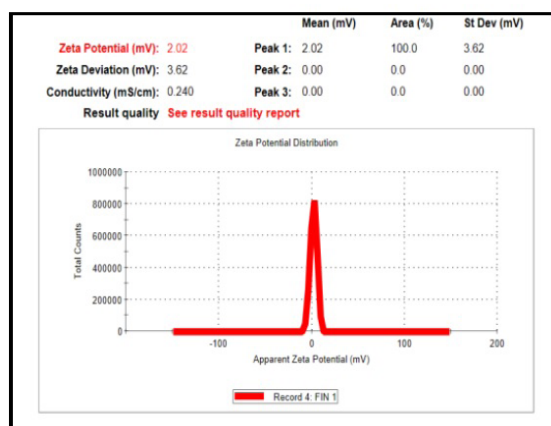 Mean (mV) Area (%) St Dev (mV)
Zeta Potential (mV): 2.02 Peak 1: 2.02 100.0 3.62
Zeta Deviation (mV): 3.62 Peak 2: 0.00 0.0 0.00
Conductivity (mS/cm): 0.240 Peak 3: 0.00 0.0 0.00
Result quality See result quality report
Zeta Potential Distribution
1000000
800000
600000
400000
200000
0
Total Counts
-100 0 100 200
Apparent Zeta Potential (mV)
Record 4: FIN 1